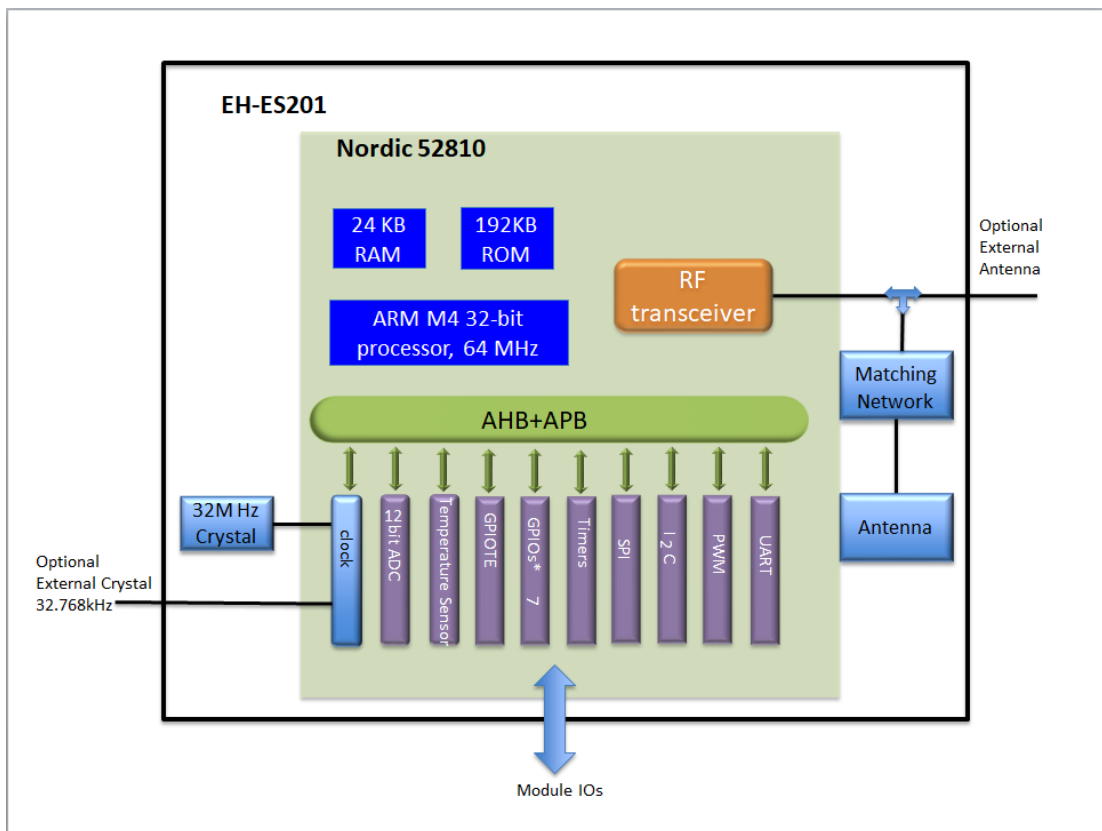 EH-ES201
Nordic 52810
24 KB
RAM
192KB
ROM
RF
transceiver
Optional
External
Antenna
ARM M4 32-bit
processor, 64 MHz
Matching
Network
AHB+APB
32M Hz
Crystal
clock
12bit ADC
Temperature Sensor
GPIOTE
GPIOs* 7
Timers
SPI
I 2 C
PWM
UART
Antenna
Optional
External Crystal
32.768kHz
Module IOs